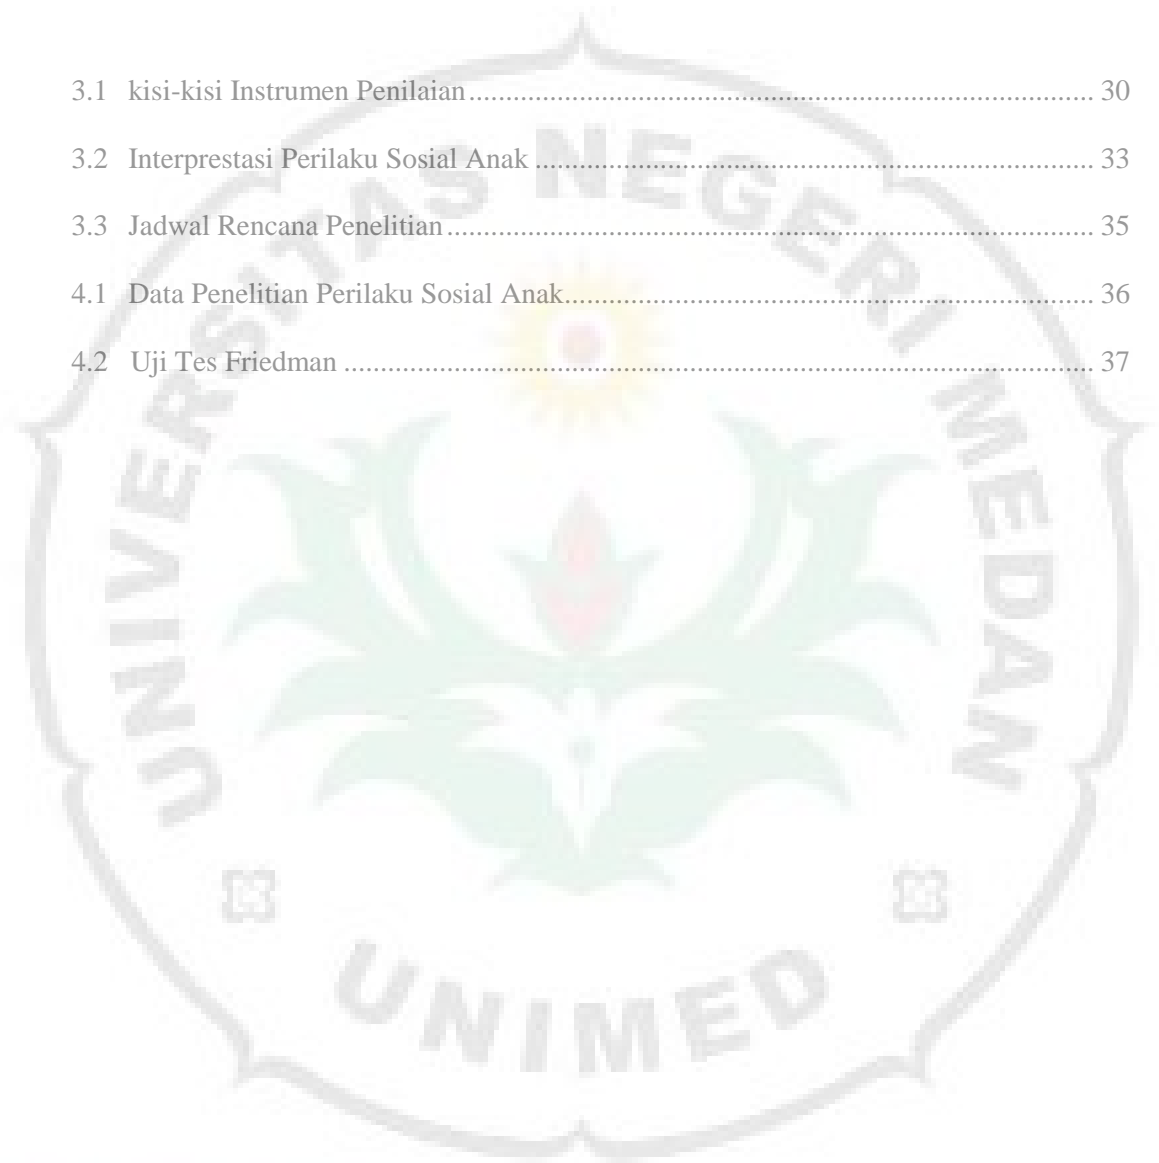 3.1 kisi-kisi Instrumen Penilaian........................................................................ 30
3.2 Interprestasi Perilaku Sosial Anak ................................................................ 33
3.3 Jadwal Rencana Penelitian........................................................................... 35
4.1 Data Penelitian Perilaku Sosial Anak............................................................. 36
4.2 Uji Tes Friedman ........................................................................................ 37
UNIVERSITAS NEGERI MEDAN
UNIMED